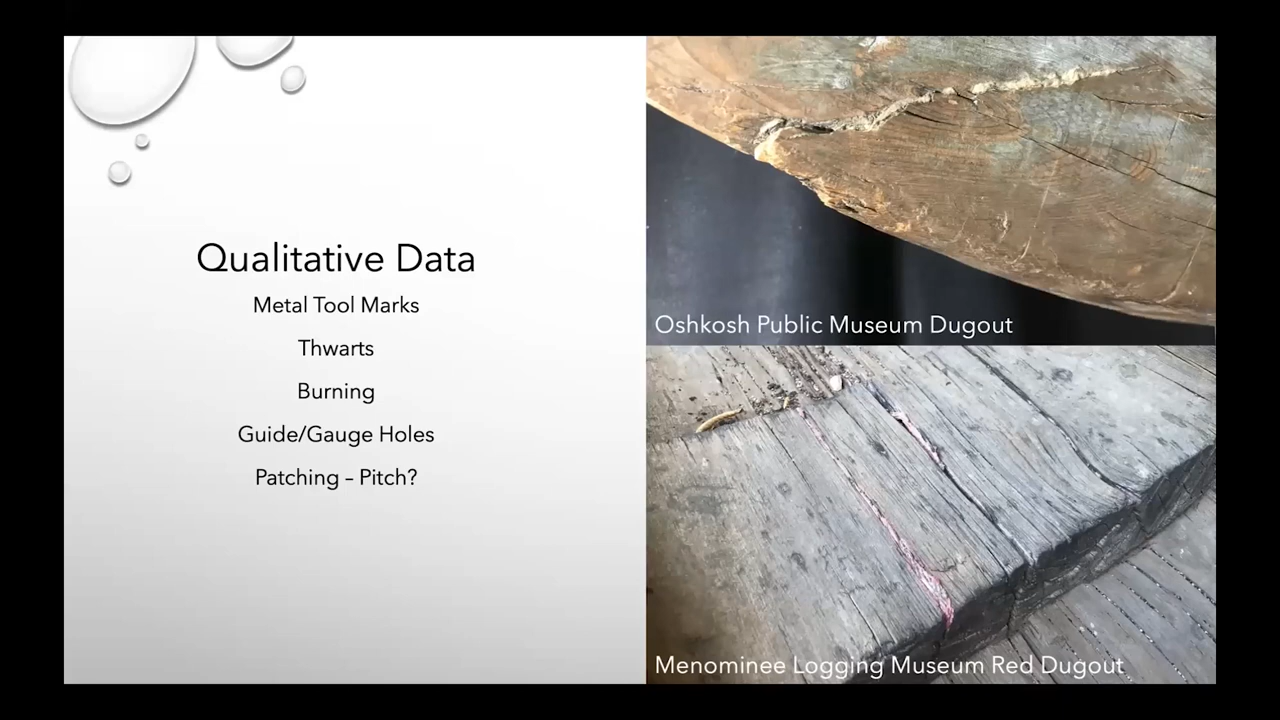 Qualitative Data
Metal Tool Marks
Thwarts
Burning
Guide/Gauge Holes
Patching – Pitch?
Oshkosh Public Museum Dugout
Menominee Logging Museum Red Dugout